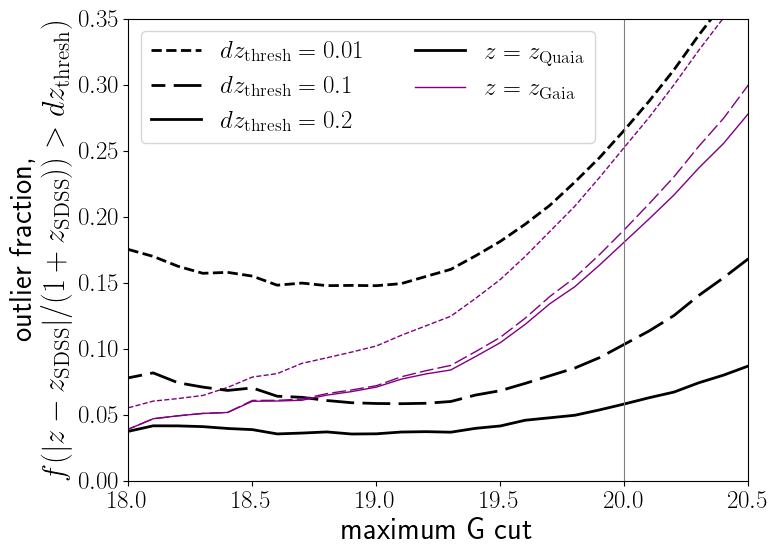 outlier fraction,
f(|z − z_SDSS|/(1 + z_SDSS)) > dz_thresh)
0.35
0.30
0.25
0.20
0.15
0.10
0.05
0.00
dz_thresh = 0.01
dz_thresh = 0.1
dz_thresh = 0.2
z = z_Quaia
z = z_Gaia
18.0 18.5 19.0 19.5 20.0 20.5
maximum G cut